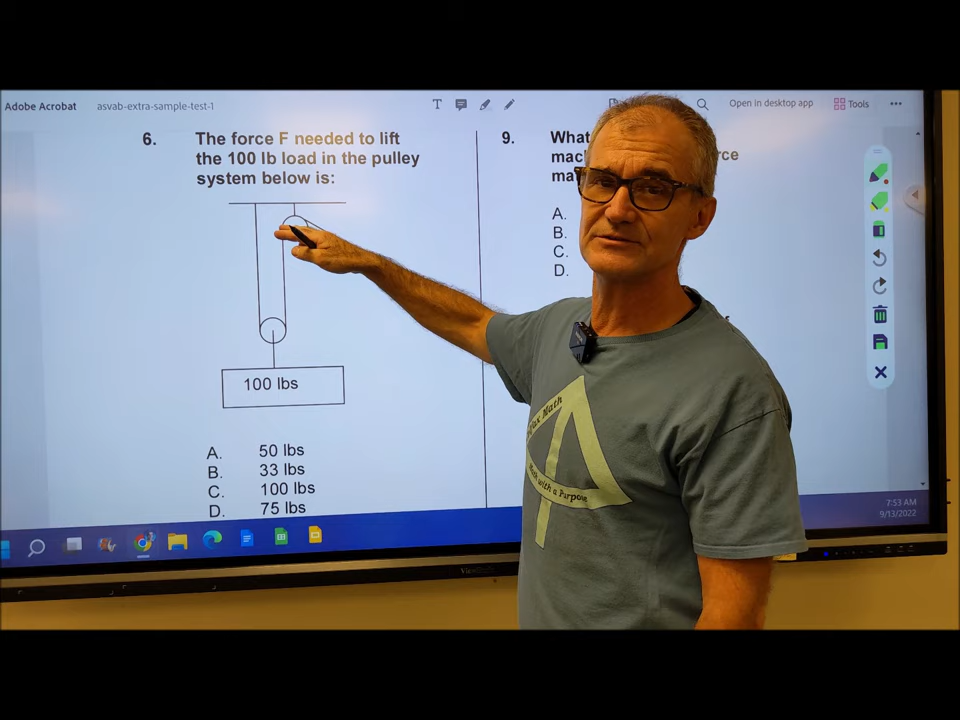 Adobe Acrobat
asvab-extra-sample-test-1
T
Open in desktop app
Tools
6.
The force F needed to lift
the 100 lb load in the pulley
system below is:
100 lbs
A. 50 lbs
B. 33 lbs
C. 100 lbs
D. 75 lbs
9.
What
A.
B.
C.
D.
Math
with a Purpose
7:53 AM
9/13/2022